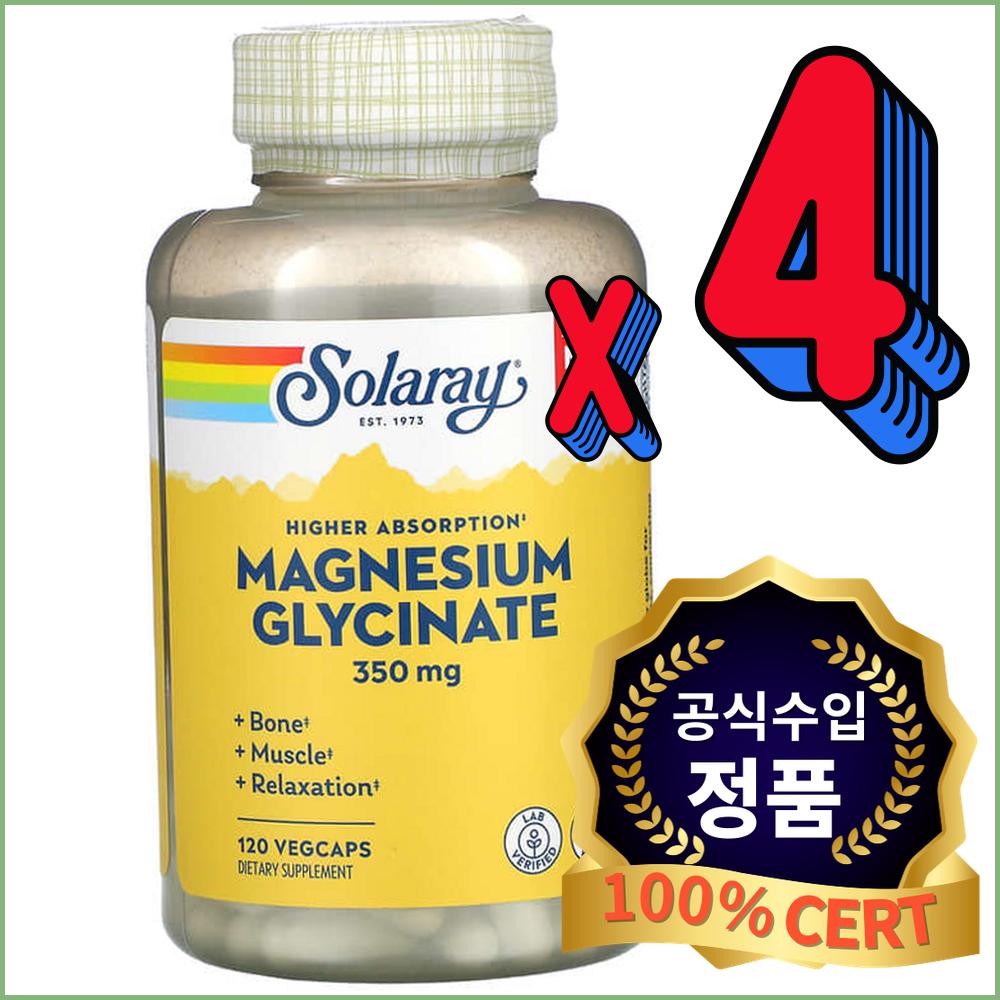 Solaray®
EST. 1973
HIGHER ABSORPTION‡
MAGNESIUM
GLYCINATE
350 mg
+ Bone‡
+ Muscle‡
+ Relaxation‡
120 VEGCAPS
DIETARY SUPPLEMENT
LAB
VERIFIED
x 4
공식수입
정품
100% CERT